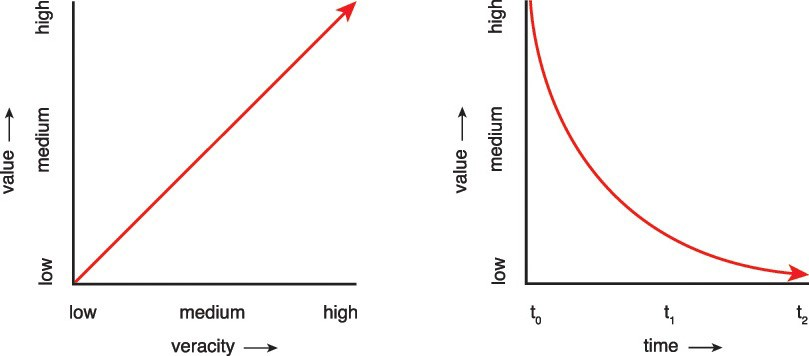 high
medium
low
value
low medium high
veracity
high
medium
low
value
t0 t1 t2
time